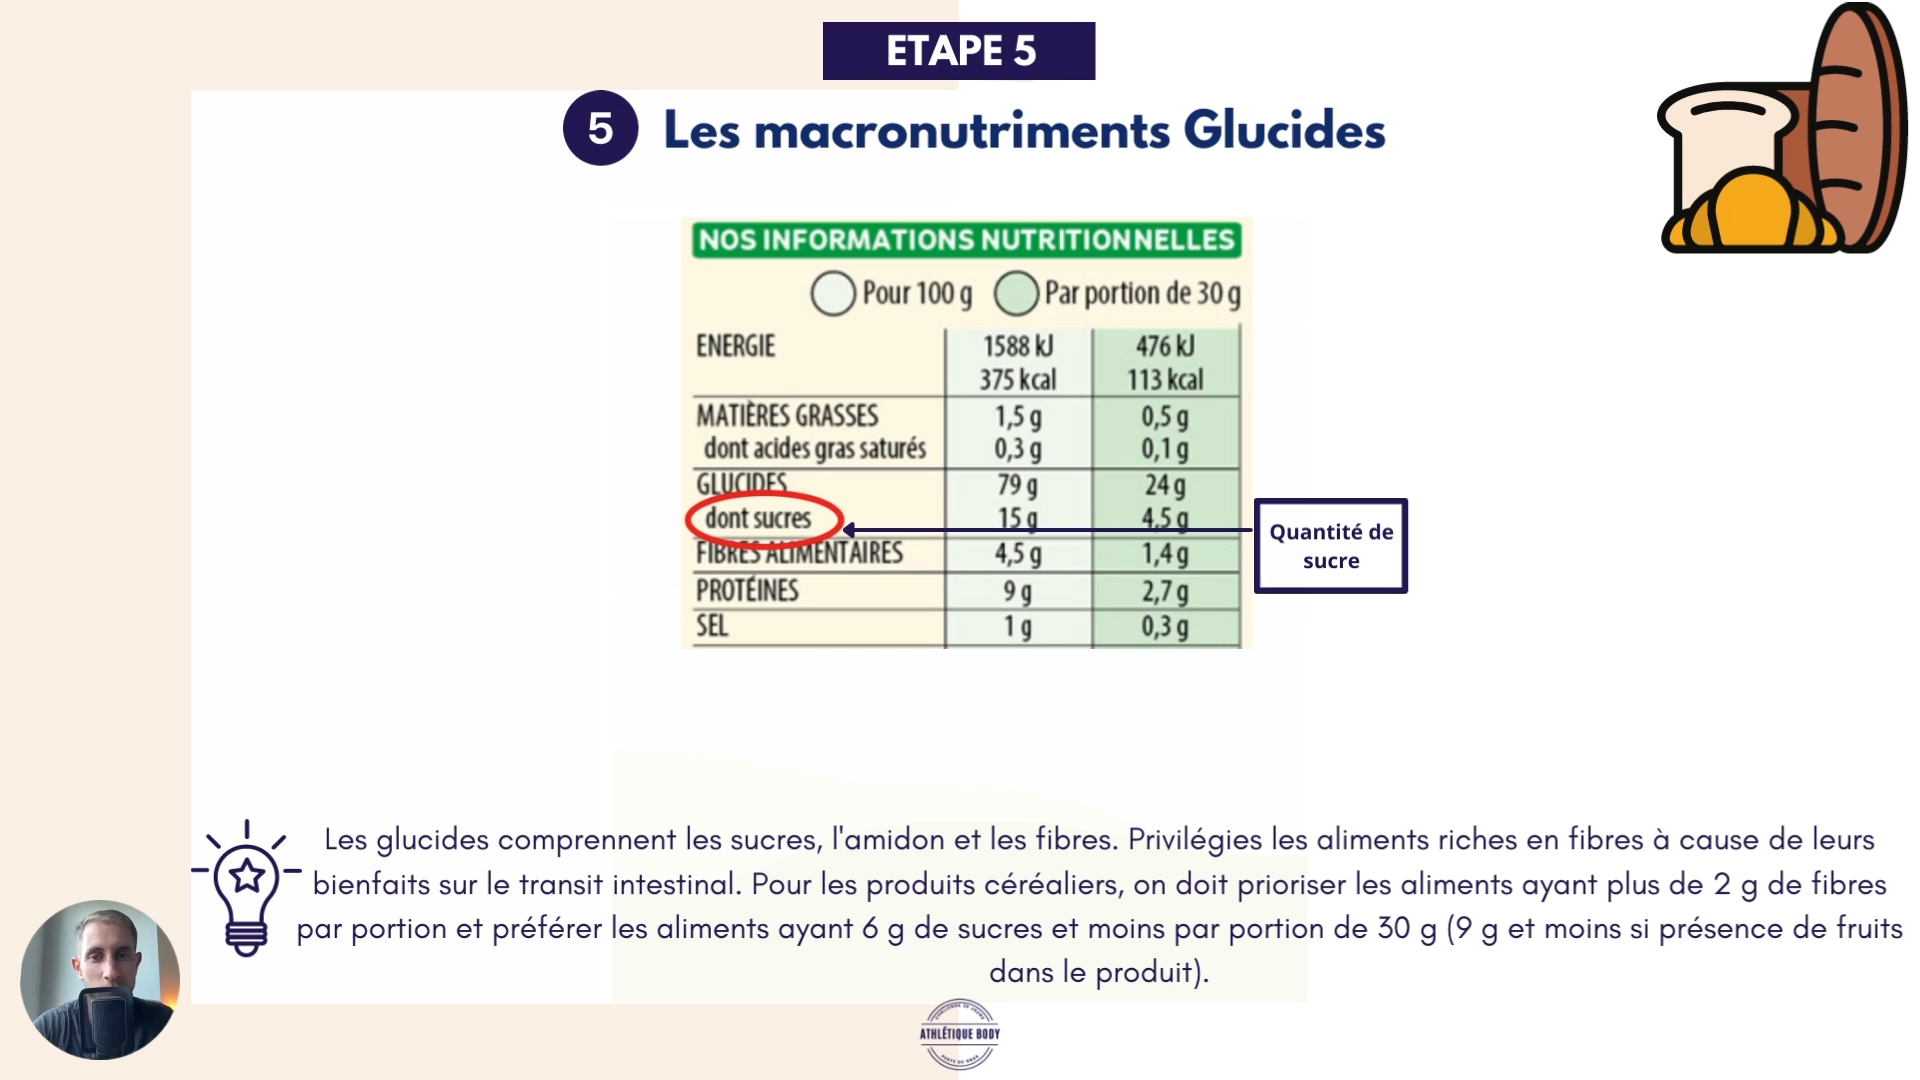 ETAPE 5
5 Les macronutriments Glucides
NOS INFORMATIONS NUTRITIONNELLES
Pour 100 g Par portion de 30 g
ENERGIE 1588 kJ 476 kJ
375 kcal 113 kcal
MATIÈRES GRASSES 1,5 g 0,5 g
dont acides gras saturés 0,3 g 0,1 g
GLUCIDES 79 g 24 g
dont sucres 15 g 4,5 g
FIBRES ALIMENTAIRES 4,5 g 1,4 g
PROTÉINES 9 g 2,7 g
SEL 1 g 0,3 g
Quantité de
sucre
Les glucides comprennent les sucres, l'amidon et les fibres. Privilégies les aliments riches en fibres à cause de leurs
bienfaits sur le transit intestinal. Pour les produits céréaliers, on doit prioriser les aliments ayant plus de 2 g de fibres
par portion et préférer les aliments ayant 6 g de sucres et moins par portion de 30 g (9 g et moins si présence de fruits
dans le produit).
ATHLÉTIQUE BODY